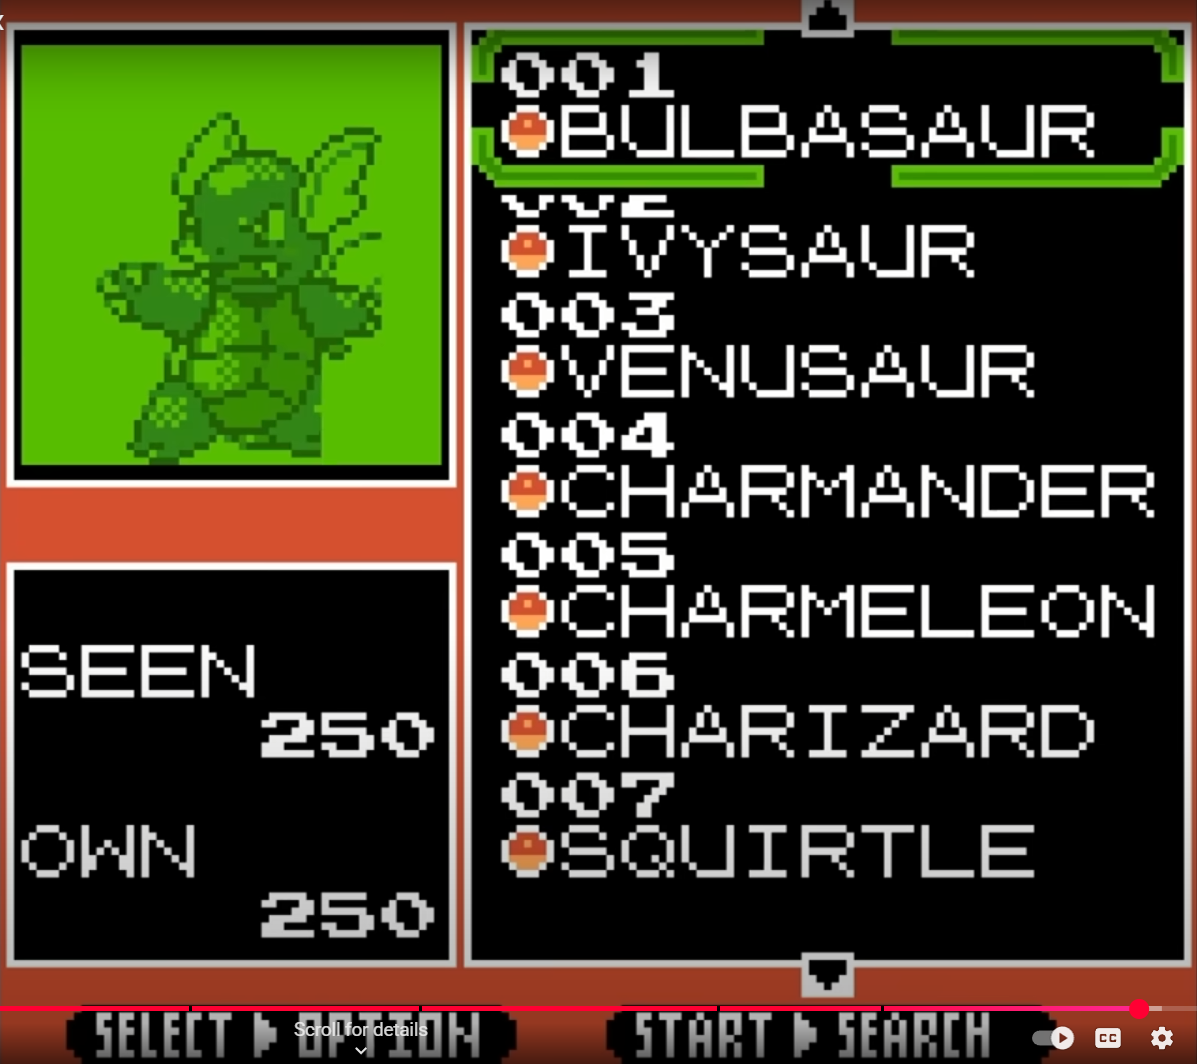 001
BULBASAUR
IVYSAUR
003
VENUSAUR
004
CHARMANDER
005
CHARMELEON
006
CHARIZARD
007
SQUIRTLE
SEEN
250
OWN
250
SELECT ▶ OPTION
START ▶ SEARCH
Scroll for details
CC